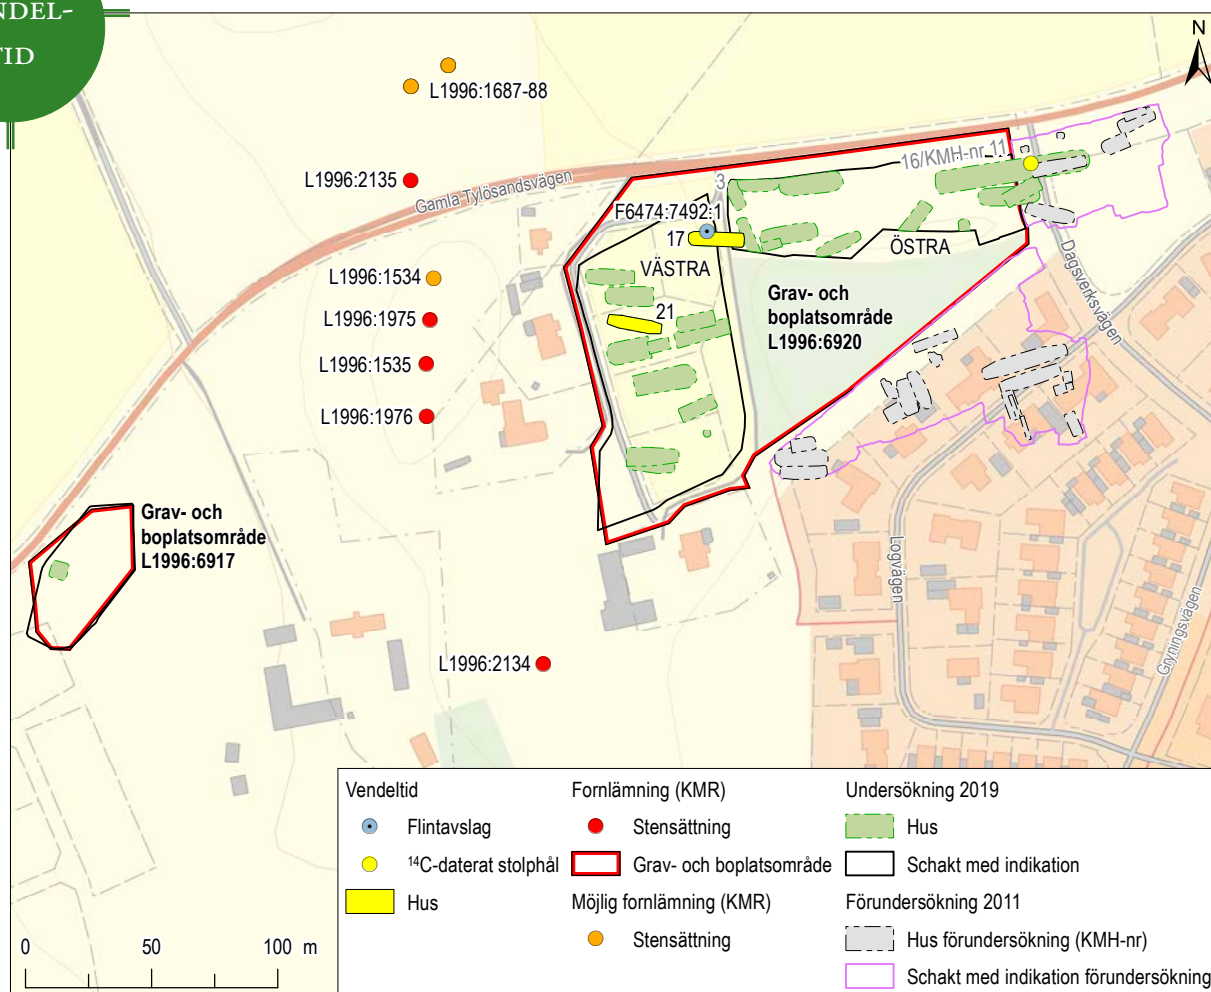 NDEL-
TID
N
L1996:1687-88
L1996:2135
Gamla Tylösandsvägen
16/KMH-nr 11
3
F6474:7492:1
17
VÄSTRA
ÖSTRA
L1996:1534
L1996:1975
21
L1996:1535
L1996:1976
Grav- och
boplatsområde
L1996:6920
Dagsverksvägen
Logvägen
Gryningsvägen
Grav- och
boplatsområde
L1996:6917
L1996:2134
Vendeltid
Flintavslag
¹⁴C-daterat stolphål
Hus
Fornlämning (KMR)
Stensättning
Grav- och boplatsområde
Möjlig fornlämning (KMR)
Stensättning
Undersökning 2019
Hus
Schakt med indikation
Förundersökning 2011
Hus förundersökning (KMH-nr)
Schakt med indikation förundersökning
0 50 100 m